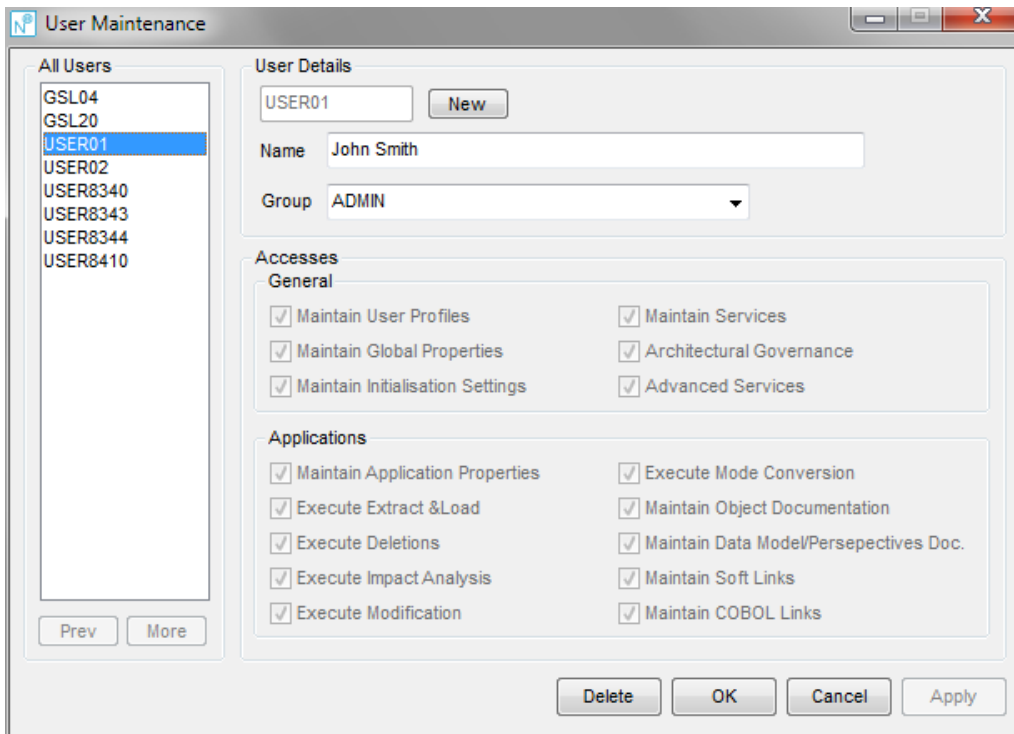 User Maintenance
All Users
GSL04
GSL20
USER01
USER02
USER8340
USER8343
USER8344
USER8410
Prev More
User Details
USER01 New
Name John Smith
Group ADMIN
Accesses
General
Maintain User Profiles Maintain Services
Maintain Global Properties Architectural Governance
Maintain Initialisation Settings Advanced Services
Applications
Maintain Application Properties Execute Mode Conversion
Execute Extract &Load Maintain Object Documentation
Execute Deletions Maintain Data Model/Persepectives Doc.
Execute Impact Analysis Maintain Soft Links
Execute Modification Maintain COBOL Links
Delete OK Cancel Apply